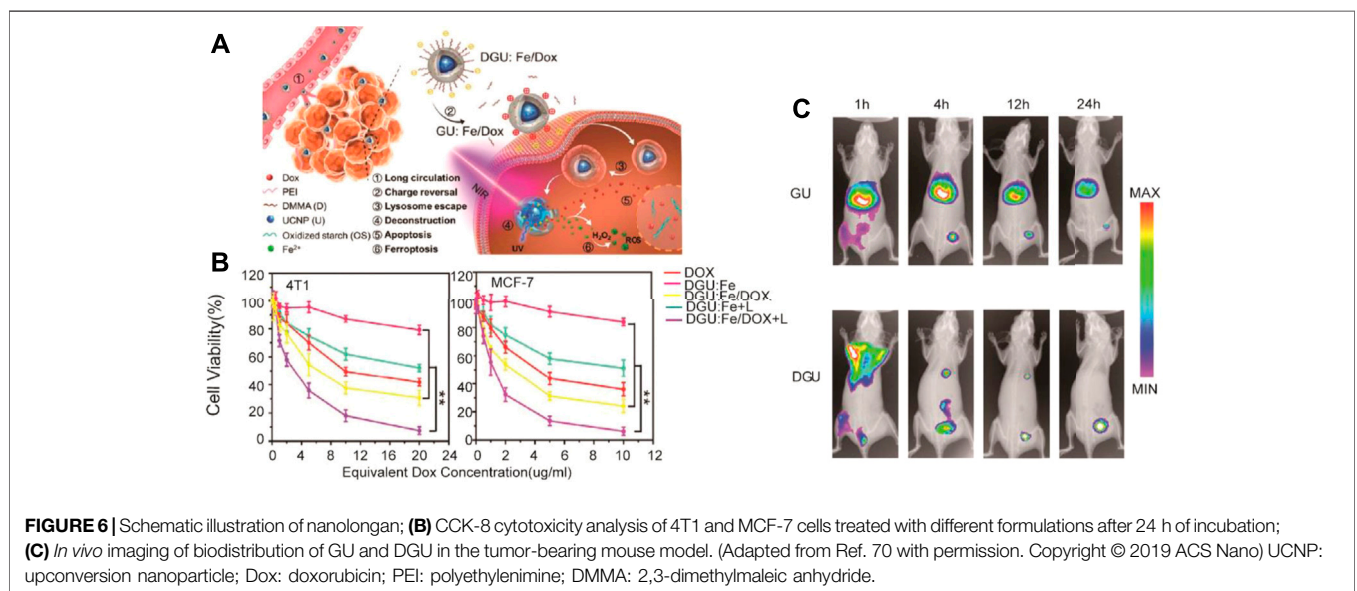 A
DGU: Fe/Dox
①
②
GU: Fe/Dox
③
NIR
④
⑤
UV
⑥
H₂O₂
ROS
Dox
PEI
DMMA (D)
UCNP (U)
Oxidized starch (OS)
Fe²⁺
① Long circulation
② Charge reversal
③ Lysosome escape
④ Deconstruction
⑤ Apoptosis
⑥ Ferroptosis
B
Cell Viability(%)
120
100
80
60
40
20
0
4T1
**
0 4 8 12 16 20 24
120
100
80
60
40
20
0
MCF-7
**
0 2 4 6 8 10 12
Equivalent Dox Concentration(ug/ml)
DOX
DGU:Fe
DGU:Fe/DOX
DGU:Fe+L
DGU:Fe/DOX+L
C
1h 4h 12h 24h
GU
DGU
MAX
MIN
FIGURE 6 | Schematic illustration of nanolongan; (B) CCK-8 cytotoxicity analysis of 4T1 and MCF-7 cells treated with different formulations after 24 h of incubation;
(C) In vivo imaging of biodistribution of GU and DGU in the tumor-bearing mouse model. (Adapted from Ref. 70 with permission. Copyright © 2019 ACS Nano) UCNP:
upconversion nanoparticle; Dox: doxorubicin; PEI: polyethylenimine; DMMA: 2,3-dimethylmaleic anhydride.